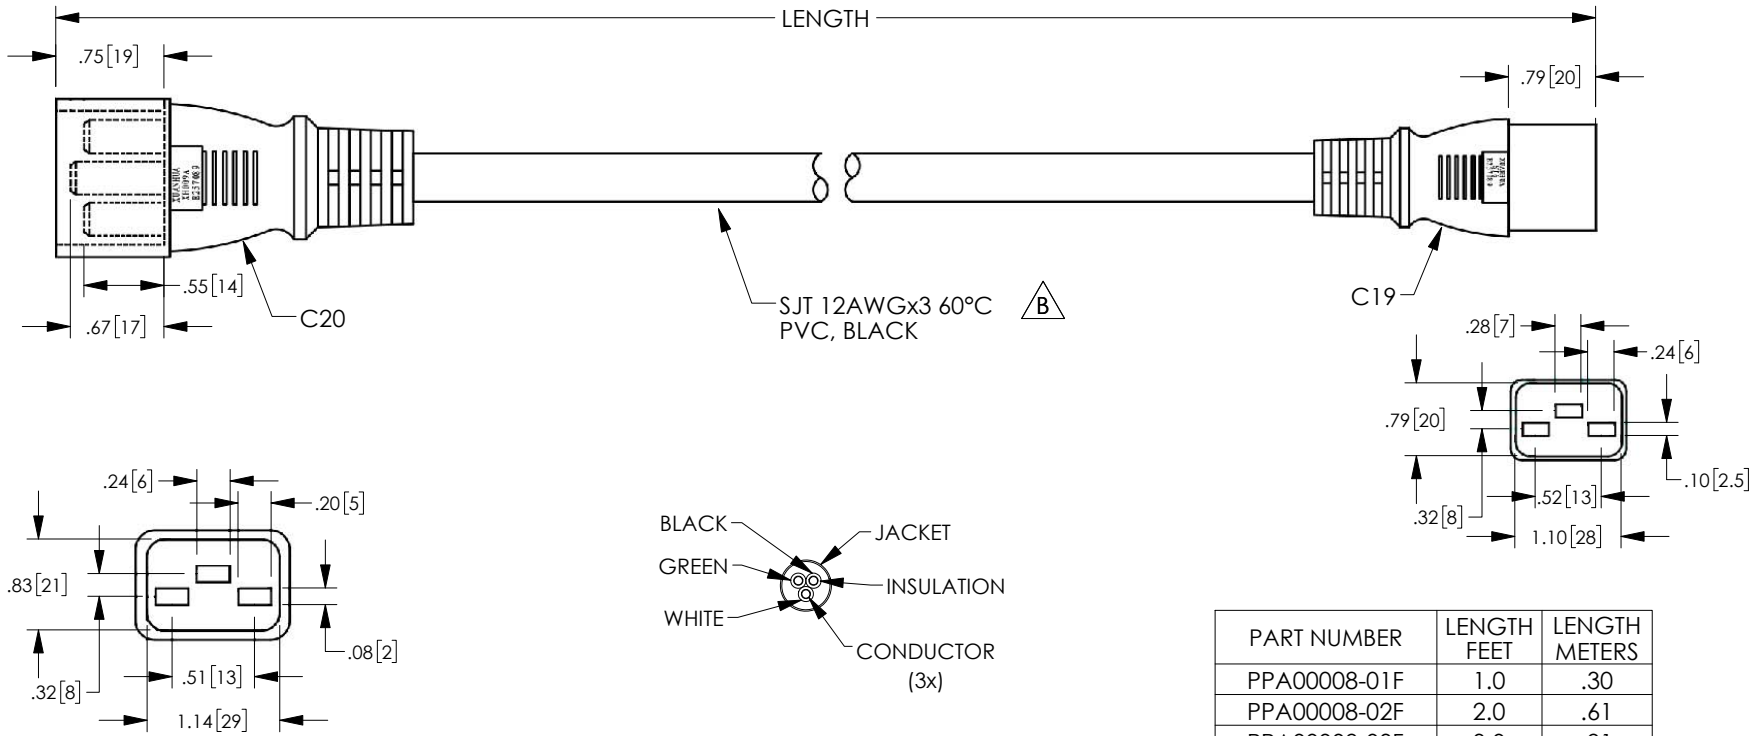 LENGTH
.75[19]
.79[20]
XUANHUA
XH009A
E237089
.55[14]
.67[17]
C20
SJT 12AWGx3 60°C
PVC, BLACK
B
C19
.28[7]
.24[6]
.79[20]
.10[2.5]
.52[13]
.32[8]
1.10[28]
.24[6]
.20[5]
.83[21]
.08[2]
.51[13]
.32[8]
1.14[29]
BLACK
GREEN
WHITE
JACKET
INSULATION
CONDUCTOR
(3x)
PART NUMBER LENGTH FEET LENGTH METERS
PPA00008-01F 1.0 .30
PPA00008-02F 2.0 .61